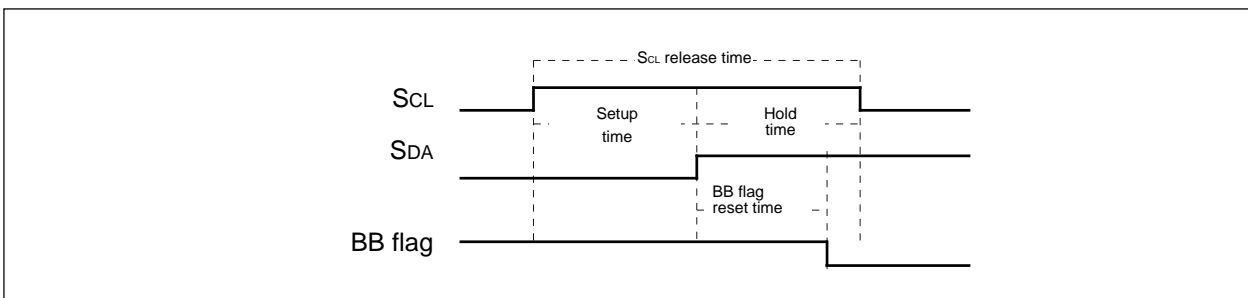 SCL release time
SCL
Setup
time
Hold
time
SDA
BB flag
reset time
BB flag